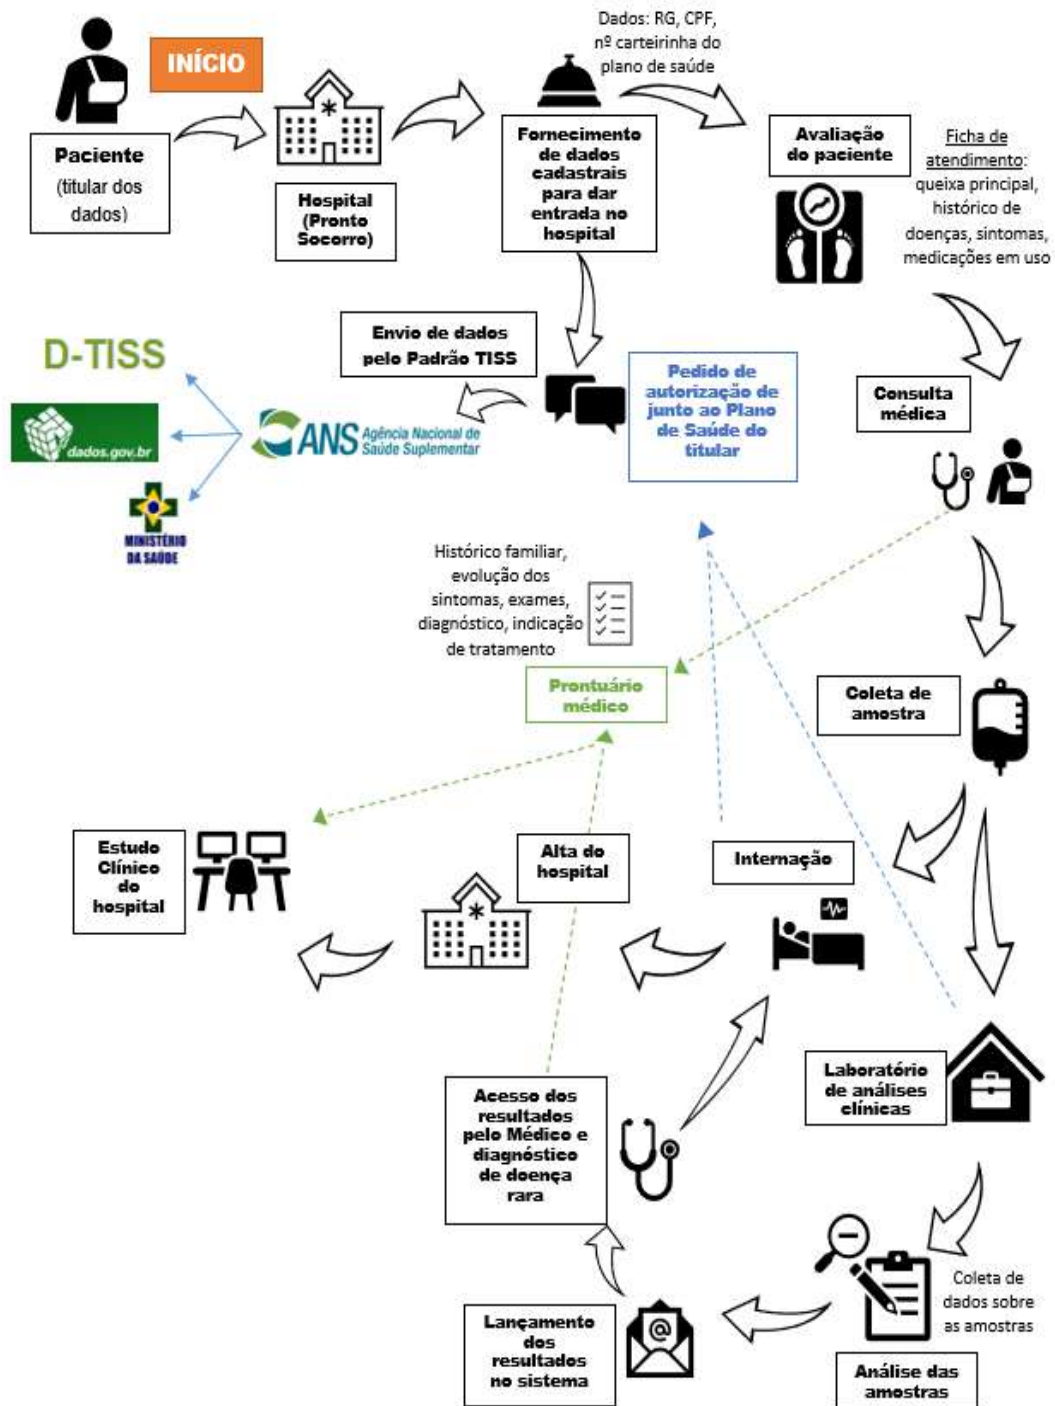 INÍCIO
Paciente
(titular dos
dados)
Hospital
(Pronto
Socorro)
Dados: RG, CPF,
nº carteirinha do
plano de saúde
Fornecimento
de dados
cadastrais
para dar
entrada no
hospital
Avaliação
do paciente
Ficha de
atendimento:
queixa principal,
histórico de
doenças, sintomas,
medicações em uso
Envio de dados
pelo Padrão TISS
Pedido de
autorização de
junto ao Plano
de Saúde do
titular
D-TISS
dados.gov.br
ANS Agência Nacional de
Saúde Suplementar
MINISTÉRIO
DA SAÚDE
Consulta
médica
Histórico familiar,
evolução dos
sintomas, exames,
diagnóstico, indicação
de tratamento
Prontuário
médico
Coleta de
amostra
Estudo
Clínico
do
hospital
Alta do
hospital
Internação
Acesso dos
resultados
pelo Médico e
diagnóstico
de doença
rara
Laboratório
de análises
clínicas
Lançamento
dos
resultados
no sistema
@
Coleta de
dados sobre
as amostras
Análise das
amostras